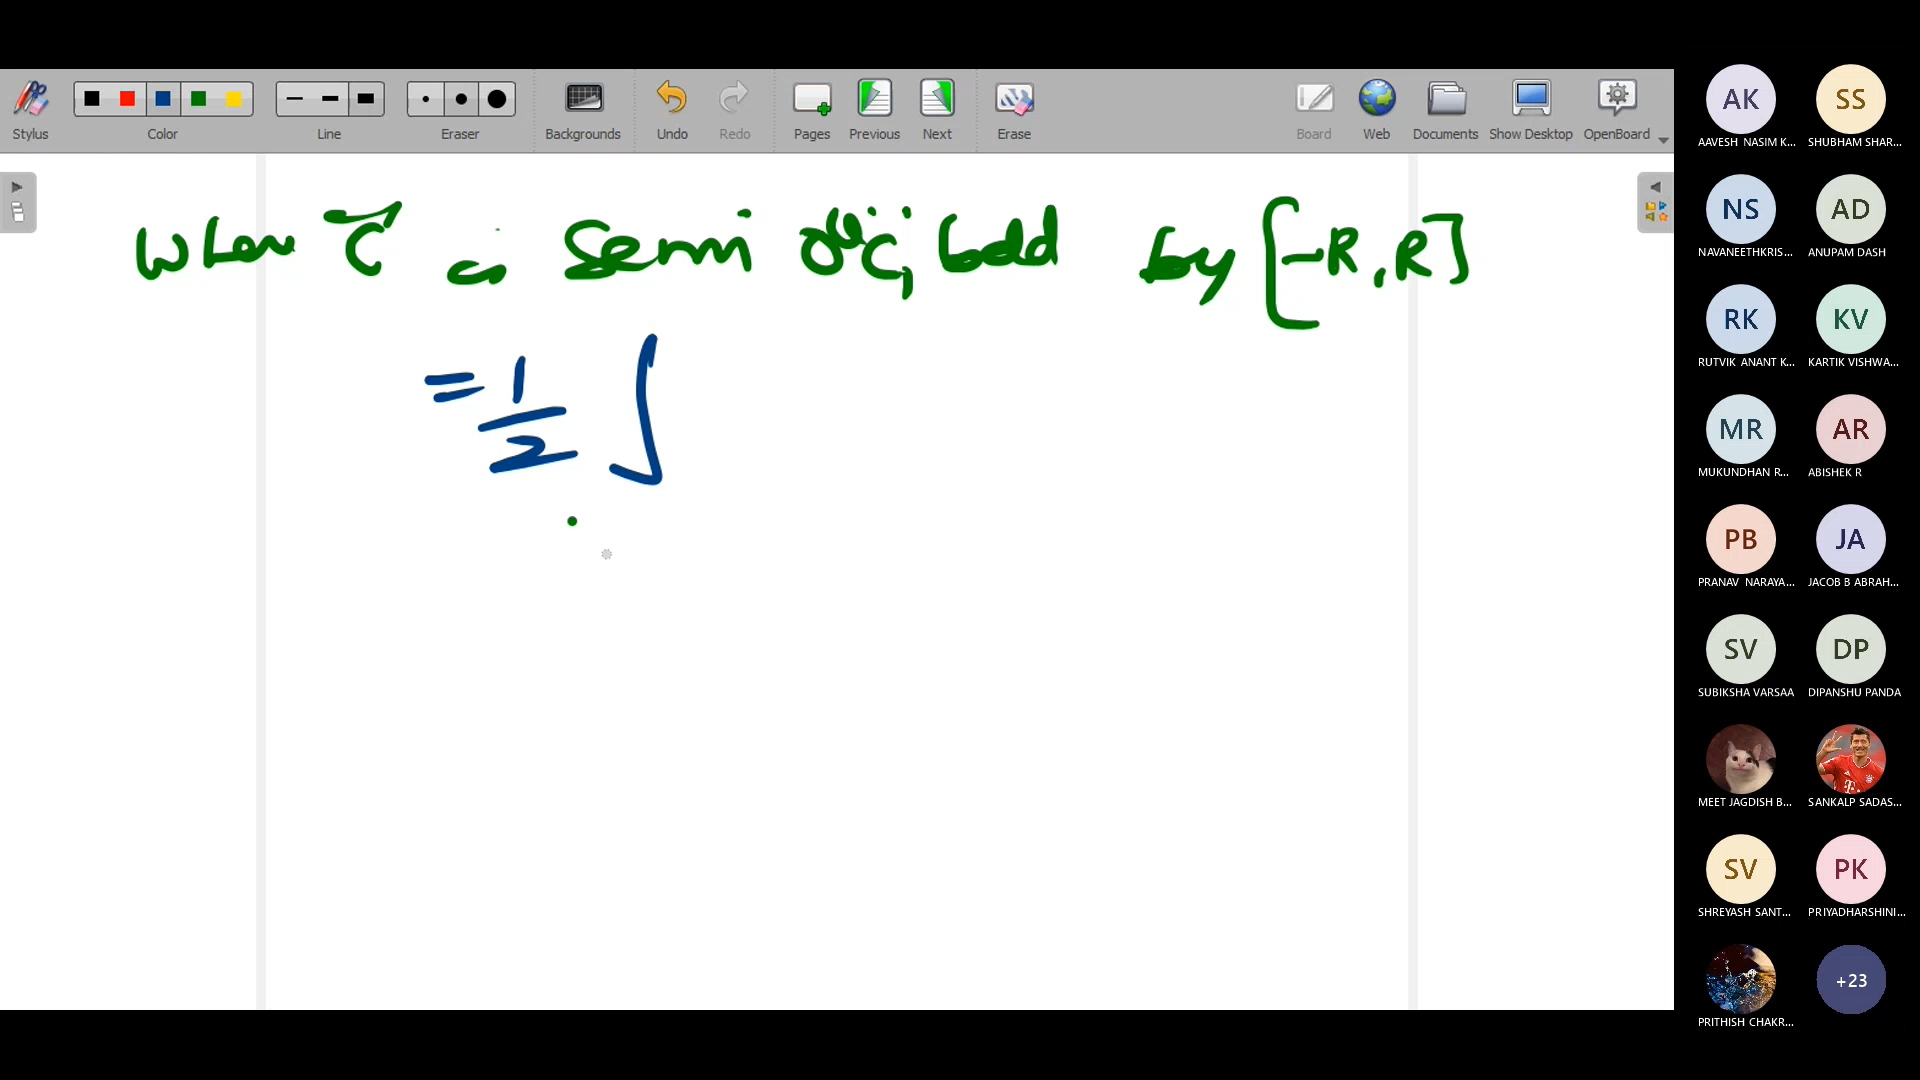 Stylus Color Line Eraser Backgrounds Undo Redo Pages Previous Next Erase Board Web Documents Show Desktop OpenBoard
where C is semi bdd by [-R, R]
= 1/2 ∫
AK SS
AAVESH NASIM K... SHUBHAM SHAR...
NS AD
NAVANEETHKRIS... ANUPAM DASH
RK KV
RUTVIK ANANT K... KARTIK VISHWA...
MR AR
MUKUNDHAN R... ABISHEK R
PB JA
PRANAV NARAYA... JACOB B ABRAH...
SV DP
SUBIKSHA VARSAA DIPANSHU PANDA
MEET JAGDISH B... SANKALP SADAS...
SV PK
SHREYASH SANT... PRIYADHARSHINI...
+23
PRITHISH CHAKR...